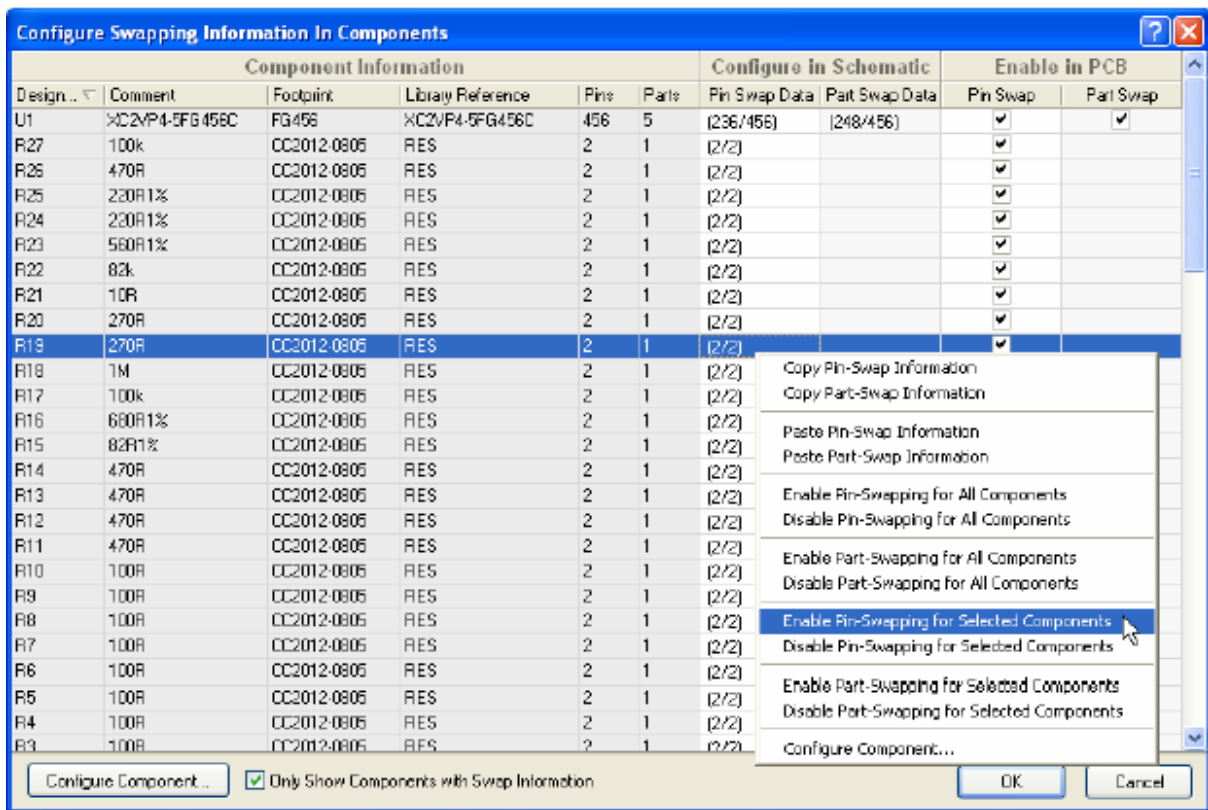 Configure Swapping Information In Components
Component Information Configure in Schematic Enable in PCB
Design... Comment Footprint Library Reference Pins Parts Pin Swap Data Part Swap Data Pin Swap Part Swap
U1 XC2VP4-5FG456C FG456 XC2VP4-5FG456C 456 5 (236/456) (248/456)
R27 100k CC2012-0805 RES 2 1 (2/2)
R26 470R CC2012-0805 RES 2 1 (2/2)
R25 220R1% CC2012-0805 RES 2 1 (2/2)
R24 220R1% CC2012-0805 RES 2 1 (2/2)
R23 560R1% CC2012-0805 RES 2 1 (2/2)
R22 82k CC2012-0805 RES 2 1 (2/2)
R21 10R CC2012-0805 RES 2 1 (2/2)
R20 270R CC2012-0805 RES 2 1 (2/2)
R19 270R CC2012-0805 RES 2 1 (2/2)
R18 1M CC2012-0805 RES 2 1 (2/2)
R17 100k CC2012-0805 RES 2 1 (2/2)
R16 680R1% CC2012-0805 RES 2 1 (2/2)
R15 82R1% CC2012-0805 RES 2 1 (2/2)
R14 470R CC2012-0805 RES 2 1 (2/2)
R13 470R CC2012-0805 RES 2 1 (2/2)
R12 470R CC2012-0805 RES 2 1 (2/2)
R11 470R CC2012-0805 RES 2 1 (2/2)
R10 100R CC2012-0805 RES 2 1 (2/2)
R9 100R CC2012-0805 RES 2 1 (2/2)
R8 100R CC2012-0805 RES 2 1 (2/2)
R7 100R CC2012-0805 RES 2 1 (2/2)
R6 100R CC2012-0805 RES 2 1 (2/2)
R5 100R CC2012-0805 RES 2 1 (2/2)
R4 100R CC2012-0805 RES 2 1 (2/2)
R3 100R CC2012-0805 RES 2 1 (2/2)
Copy Pin-Swap Information
Copy Part-Swap Information
Paste Pin-Swap Information
Paste Part-Swap Information
Enable Pin-Swapping for All Components
Disable Pin-Swapping for All Components
Enable Part-Swapping for All Components
Disable Part-Swapping for All Components
Enable Pin-Swapping for Selected Components
Disable Pin-Swapping for Selected Components
Enable Part-Swapping for Selected Components
Disable Part-Swapping for Selected Components
Configure Component...
Configure Component... Only Show Components with Swap Information OK Cancel